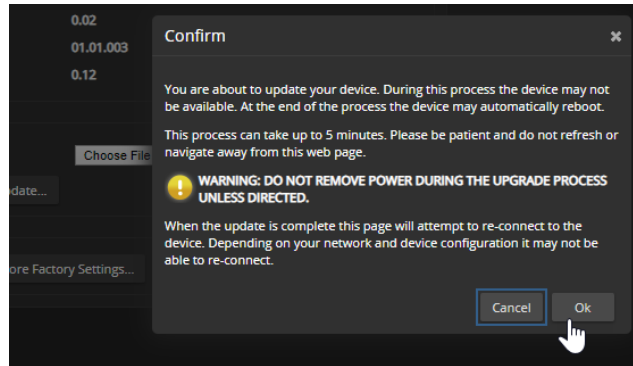 0.02
01.01.003
0.12
Choose File
date...
ore Factory Settings...
Confirm
You are about to update your device. During this process the device may not
be available. At the end of the process the device may automatically reboot.
This process can take up to 5 minutes. Please be patient and do not refresh or
navigate away from this web page.
WARNING: DO NOT REMOVE POWER DURING THE UPGRADE PROCESS
UNLESS DIRECTED.
When the update is complete this page will attempt to re-connect to the
device. Depending on your network and device configuration it may not be
able to re-connect.
Cancel
Ok